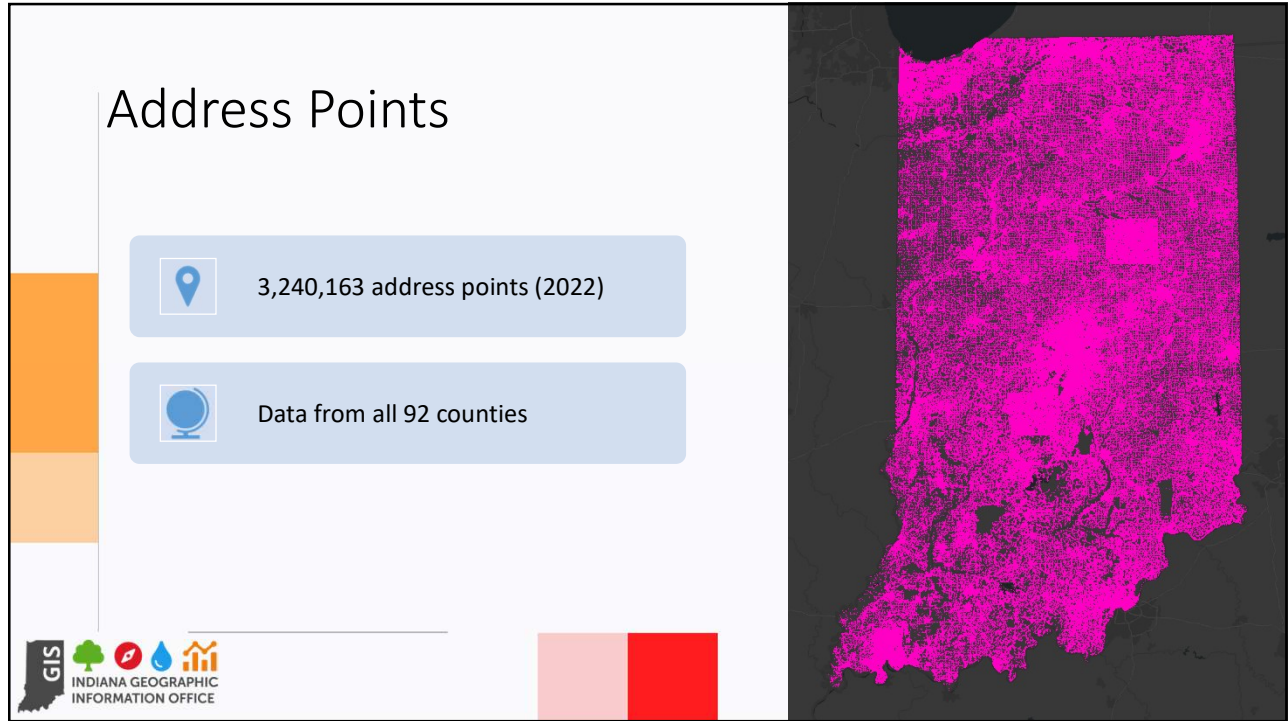 Address Points
3,240,163 address points (2022)
Data from all 92 counties
GIS
INDIANA GEOGRAPHIC
INFORMATION OFFICE